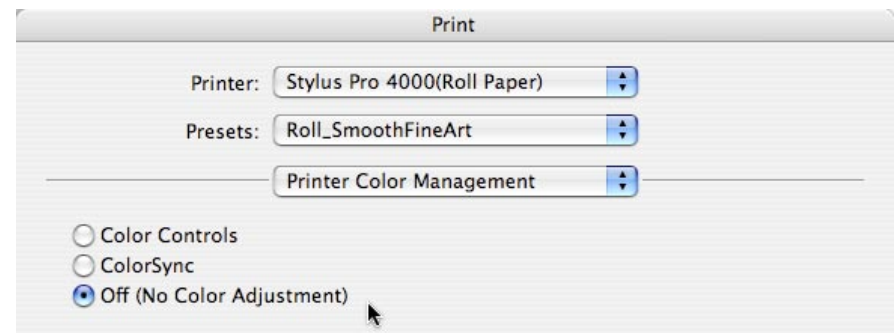 Print
Printer: Stylus Pro 4000(Roll Paper)
Presets: Roll_SmoothFineArt
Printer Color Management
Color Controls
ColorSync
Off (No Color Adjustment)